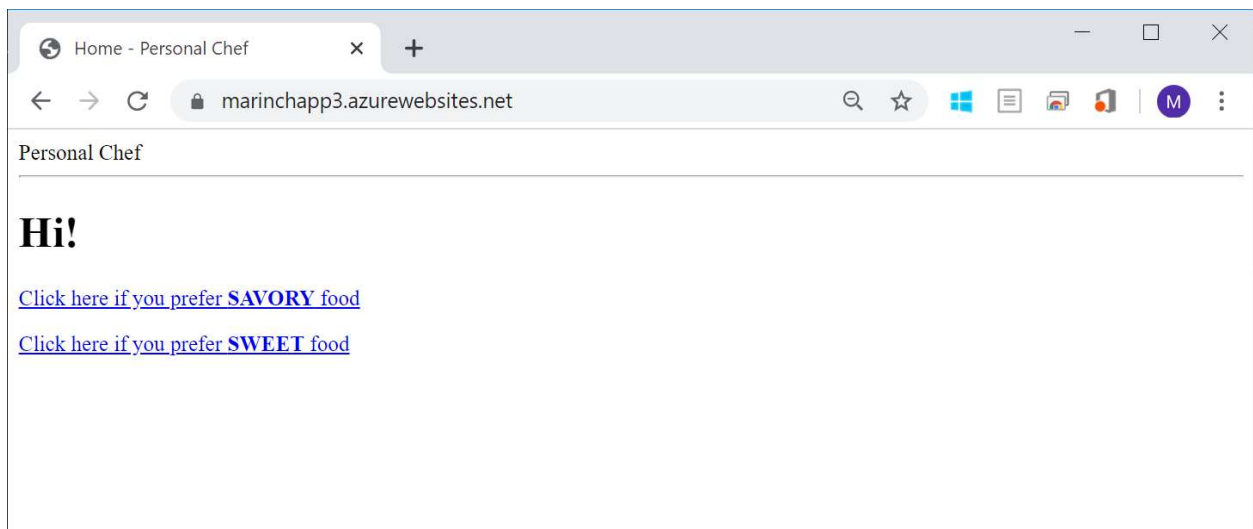 Home - Personal Chef
marinchapp3.azurewebsites.net
M
Personal Chef
Hi!
Click here if you prefer SAVORY food
Click here if you prefer SWEET food